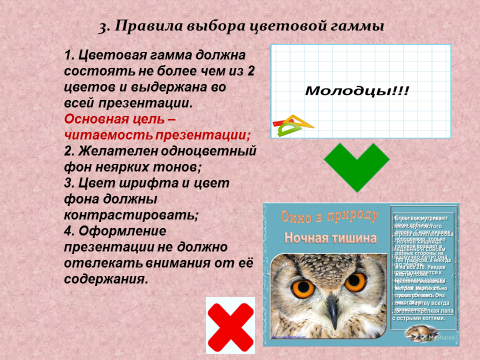 3. Правила выбора цветовой гаммы
1. Цветовая гамма должна
состоять не более чем из 2
цветов и выдержана во
всей презентации.
Основная цель –
читаемость презентации;
2. Желателен одноцветный
фон неярких тонов;
3. Цвет шрифта и цвет
фона должны
контрастировать;
4. Оформление
презентации не должно
отвлекать внимания от её
содержания.
Молодцы!!!
Окно в природу
Ночная тишина
с острыми когтями.